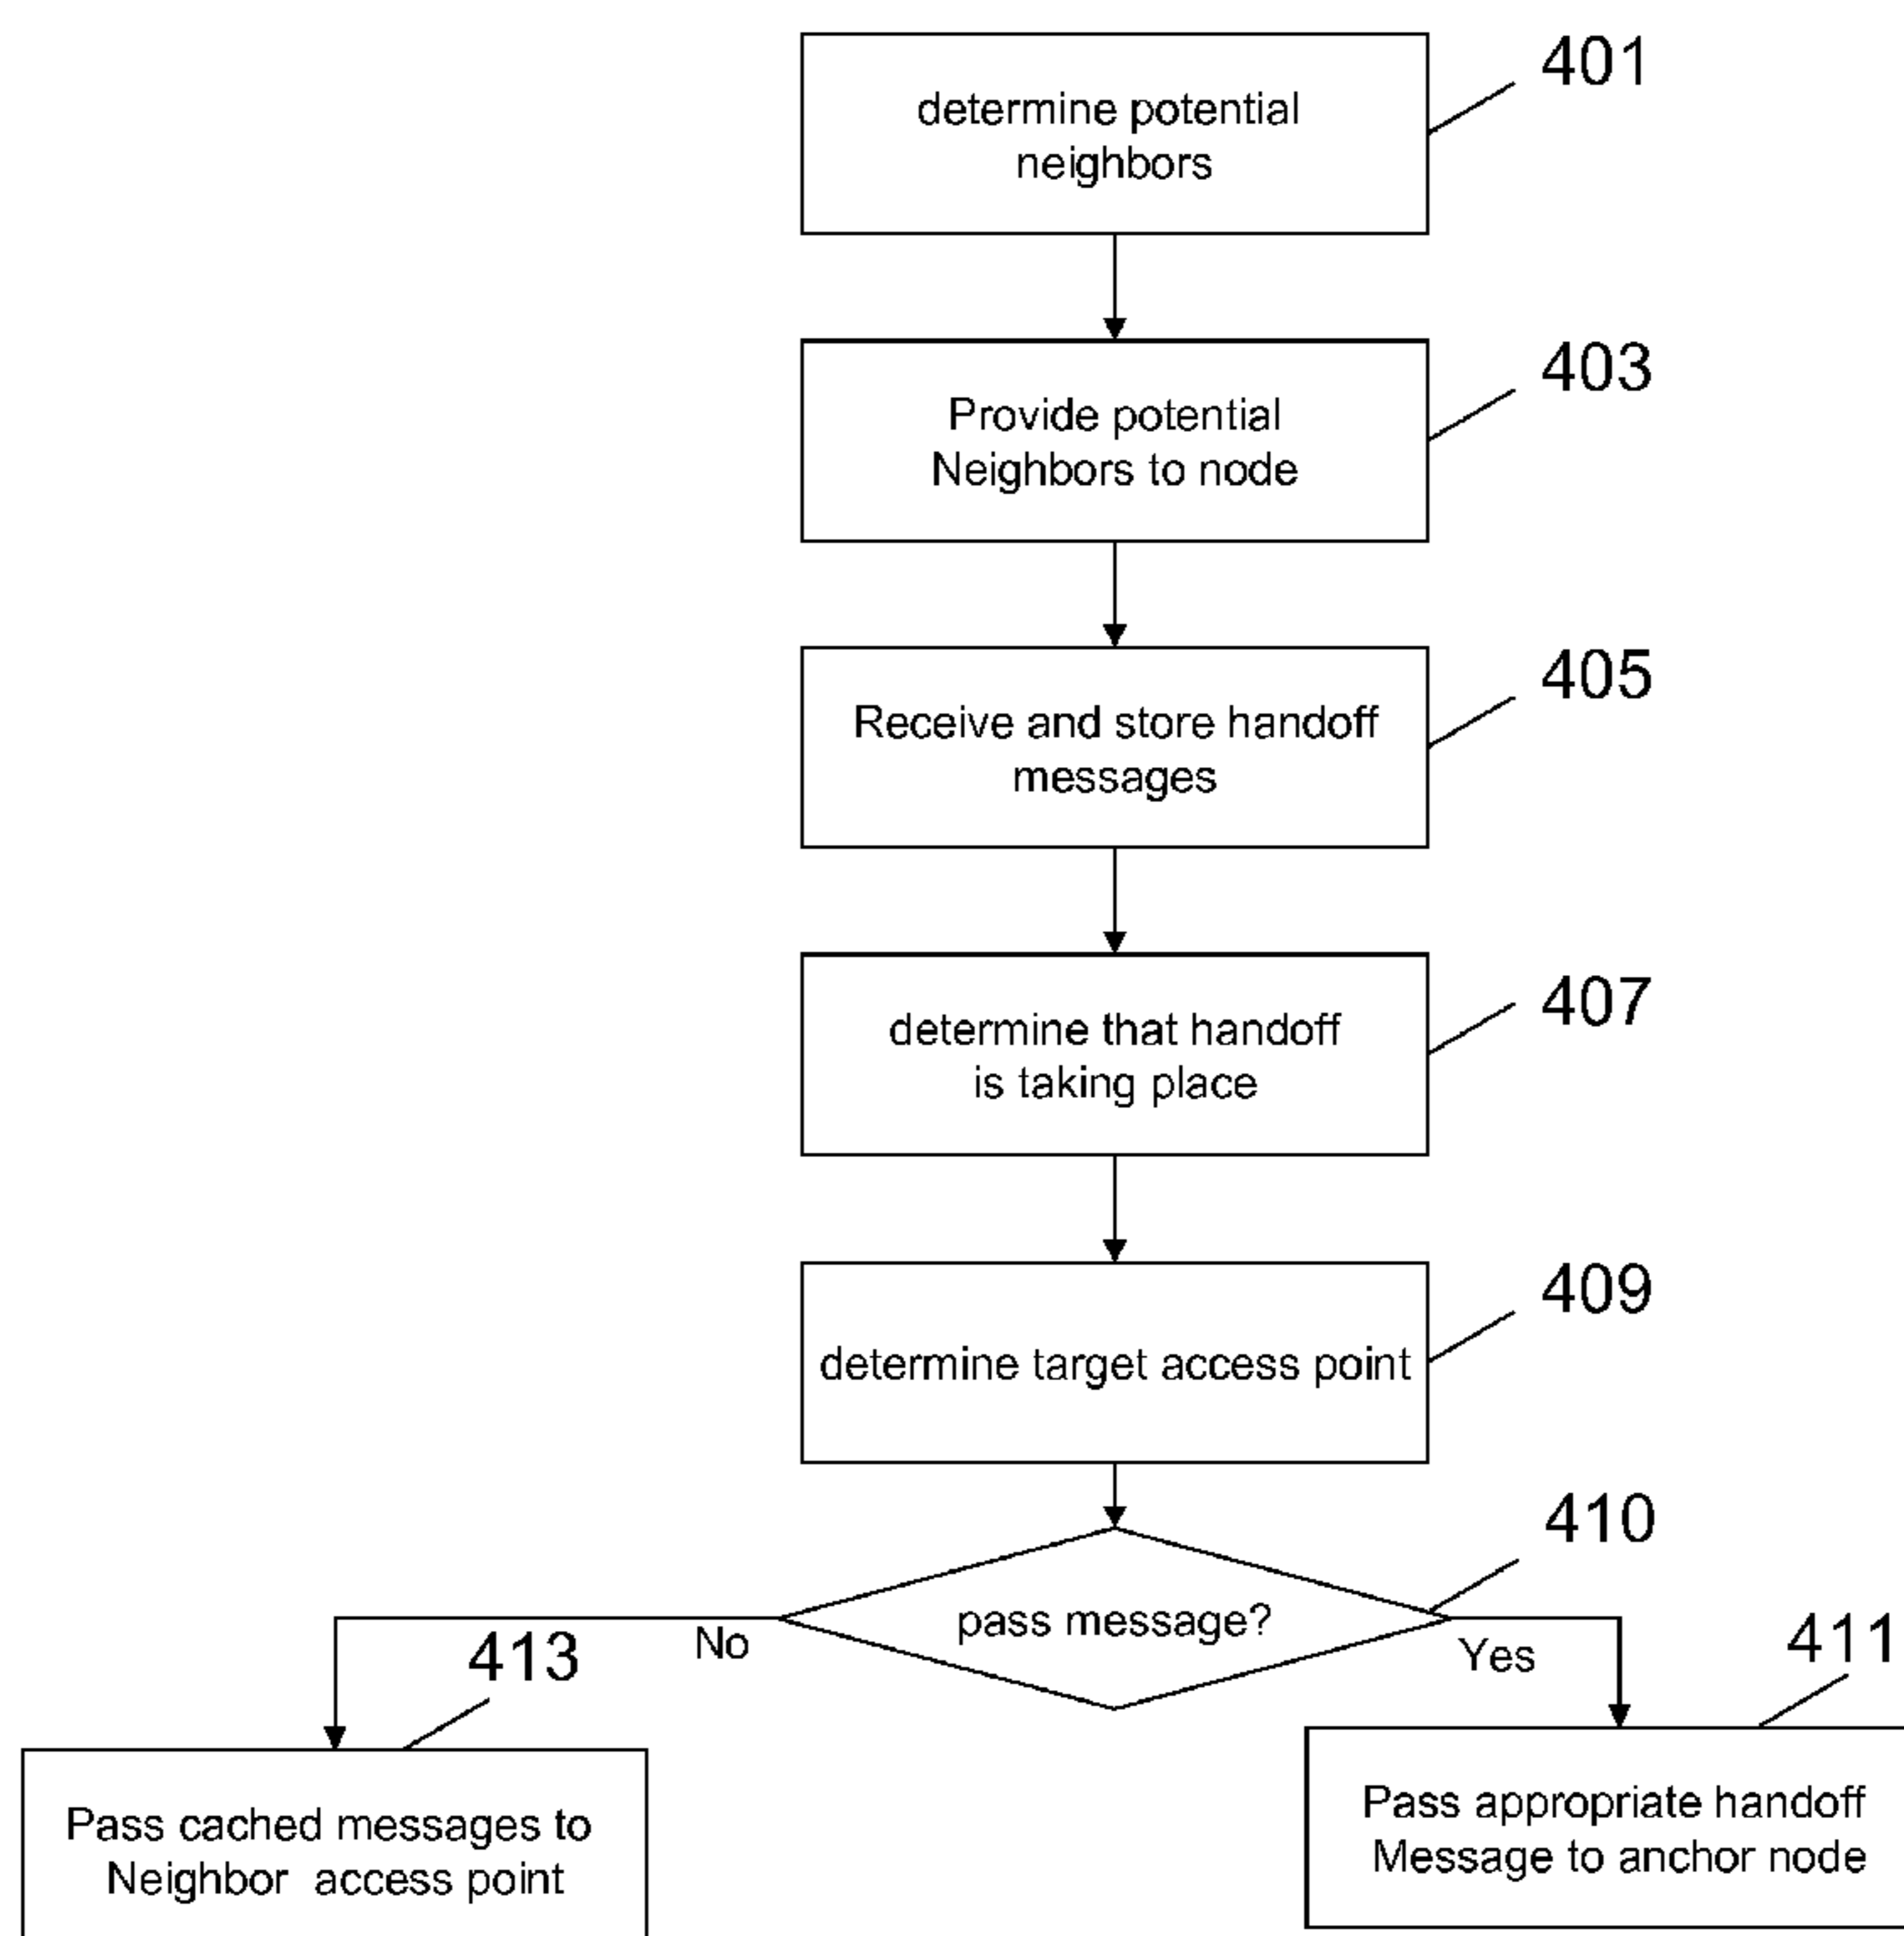 401
determine potential
neighbors
403
Provide potential
Neighbors to node
405
Receive and store handoff
messages
407
determine that handoff
is taking place
409
determine target access point
410
pass message?
No
Yes
413
Pass cached messages to
Neighbor access point
411
Pass appropriate handoff
Message to anchor node